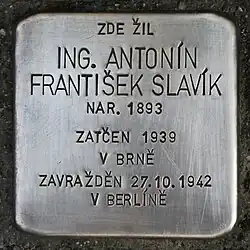 ZDE ŽIL
ING. ANTONÍN
FRANTIŠEK SLAVÍK
NAR. 1893
ZATČEN 1939
V BRNĚ
ZAVRAŽDĚN 27.10.1942
V BERLÍNĚ